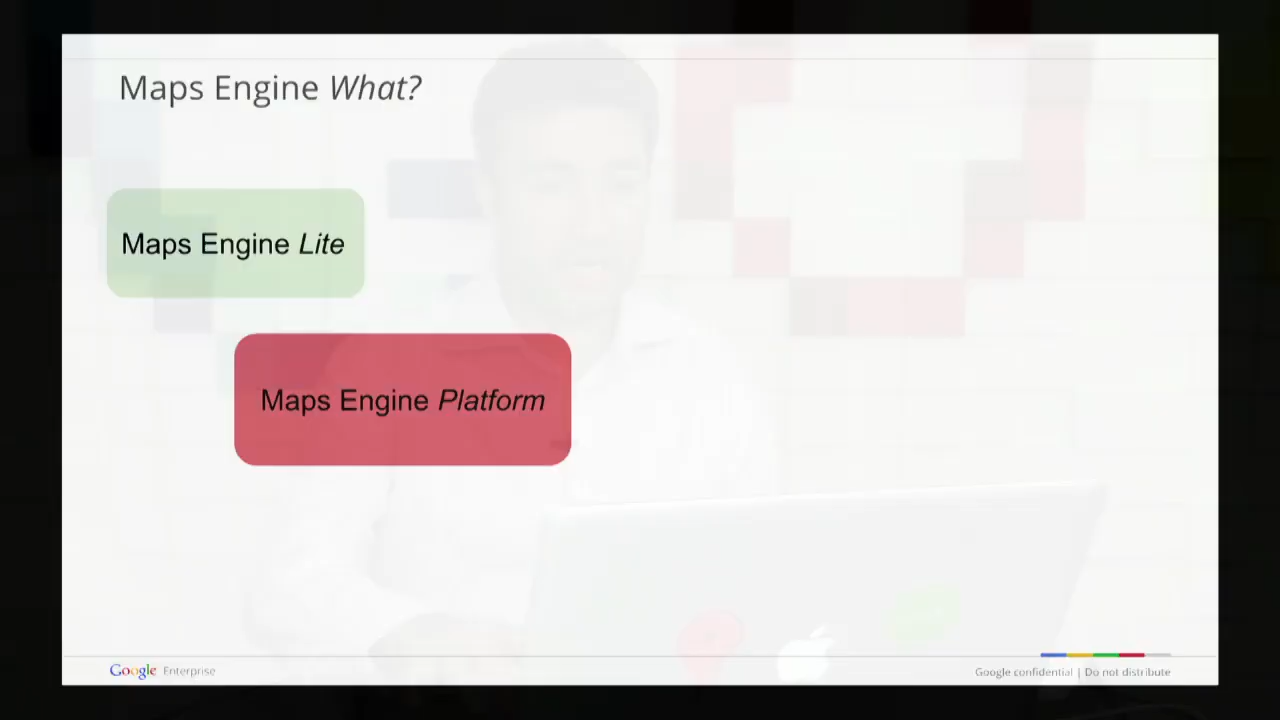 Maps Engine What?
Maps Engine Lite
Maps Engine Platform
Google Enterprise
Google confidential | Do not distribute